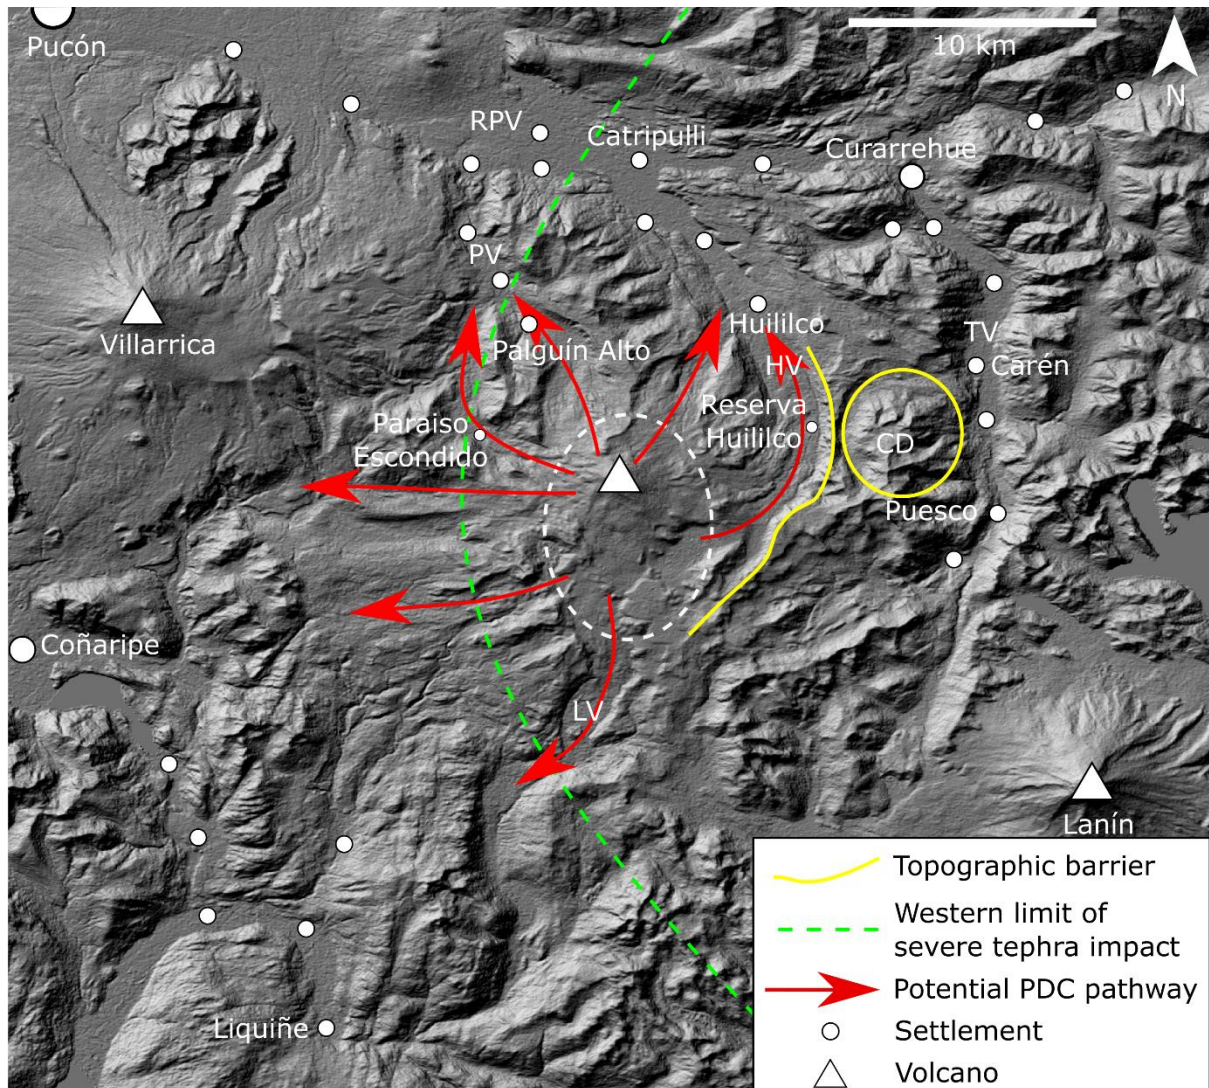 Pucón
10 km
N
RPV
Catripulli
Curarrehue
PV
Villarrica
Palguín Alto
Huililco
HV
TV
Carén
Paraiso
Escondido
Reserva
Huililco
CD
Puesco
Coñaripe
LV
Lanín
Liquiñe
Topographic barrier
Western limit of
severe tephra impact
Potential PDC pathway
Settlement
Volcano